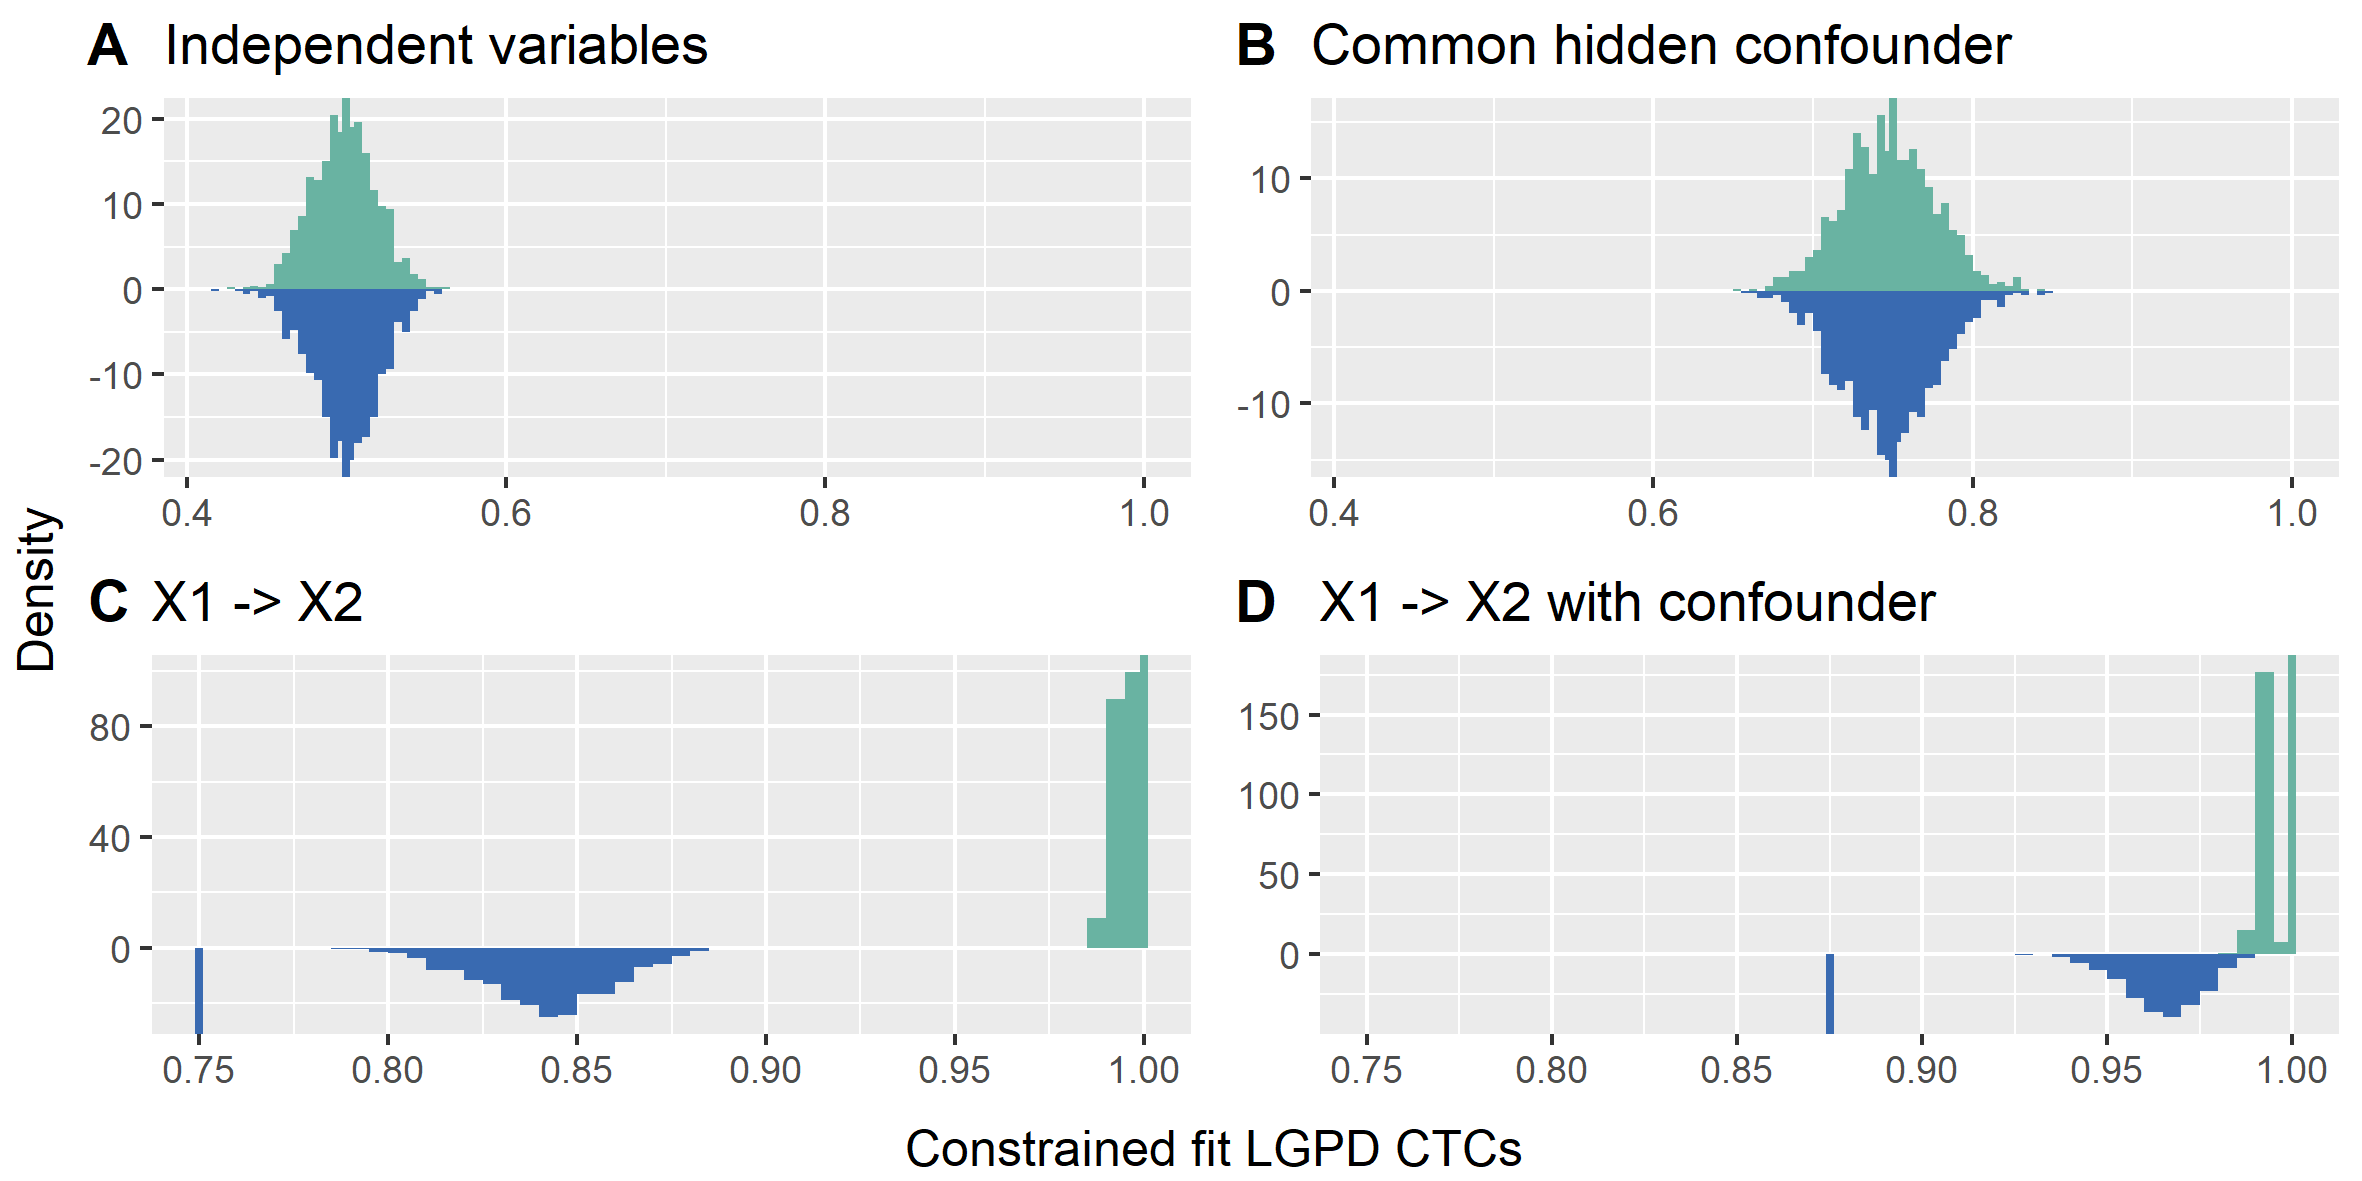 A Independent variables
20
10
0
-10
-20
0.4 0.6 0.8 1.0
B Common hidden confounder
10
0
-10
0.4 0.6 0.8 1.0
Density
C X1 -> X2
80
40
0
0.75 0.80 0.85 0.90 0.95 1.00
D X1 -> X2 with confounder
150
100
50
0
0.75 0.80 0.85 0.90 0.95 1.00
Constrained fit LGPD CTCs